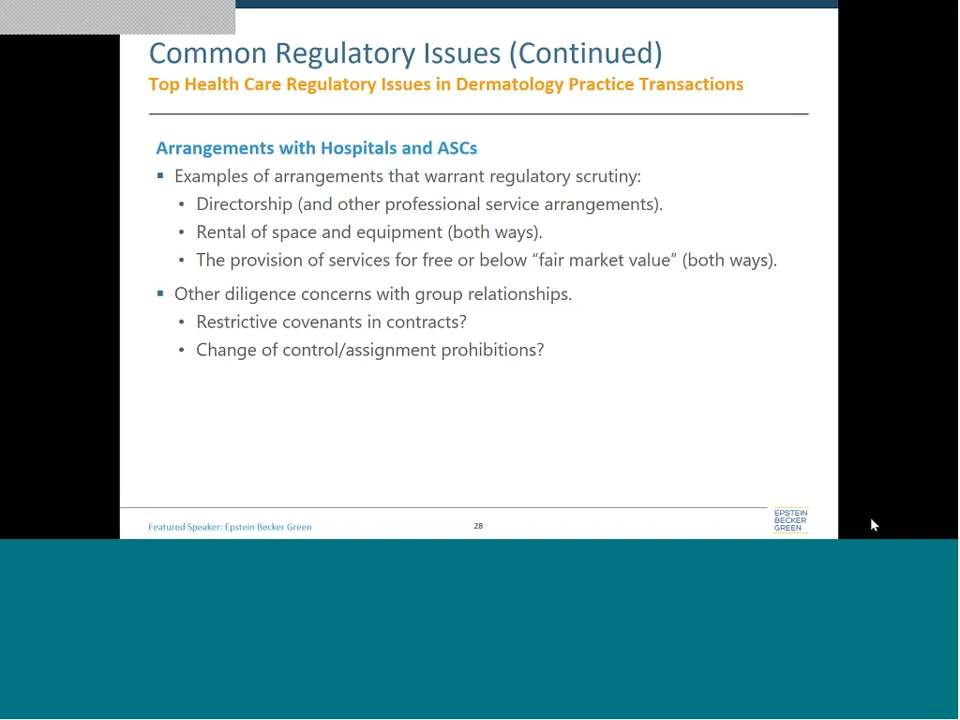 Common Regulatory Issues (Continued)
Top Health Care Regulatory Issues in Dermatology Practice Transactions
Arrangements with Hospitals and ASCs
▪ Examples of arrangements that warrant regulatory scrutiny:
• Directorship (and other professional service arrangements).
• Rental of space and equipment (both ways).
• The provision of services for free or below “fair market value” (both ways).
▪ Other diligence concerns with group relationships.
• Restrictive covenants in contracts?
• Change of control/assignment prohibitions?
Featured Speaker: Epstein Becker Green
28
EPSTEIN
BECKER
GREEN